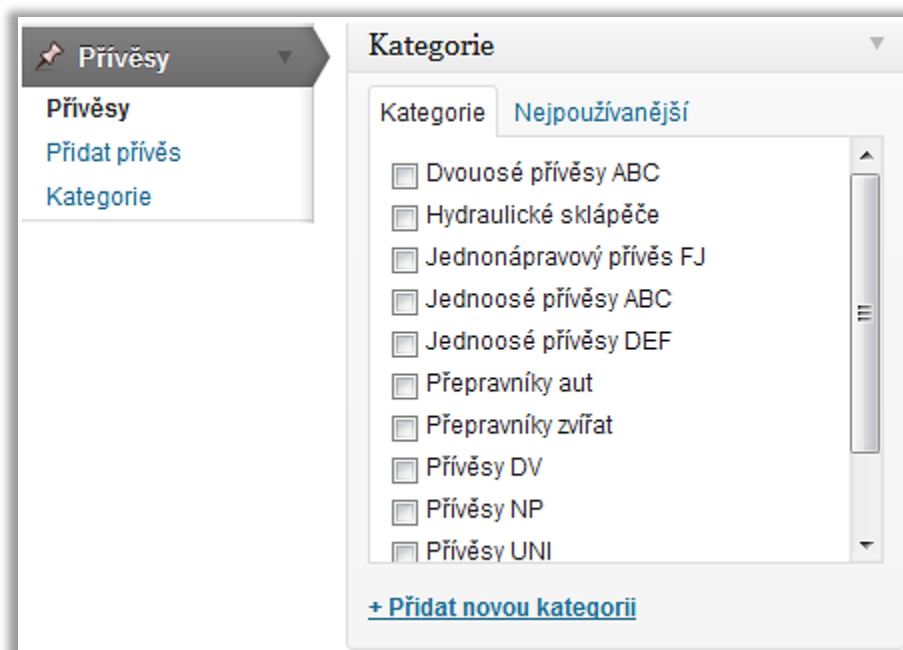 Přívěsy
Přívěsy
Přidat přívěs
Kategorie
Kategorie
Kategorie Nejpoužívanější
Dvouosé přívěsy ABC
Hydraulické sklápěče
Jednonápravový přívěs FJ
Jednoosé přívěsy ABC
Jednoosé přívěsy DEF
Přepravníky aut
Přepravníky zvířat
Přívěsy DV
Přívěsy NP
Přívěsy UNI
+ Přidat novou kategorii